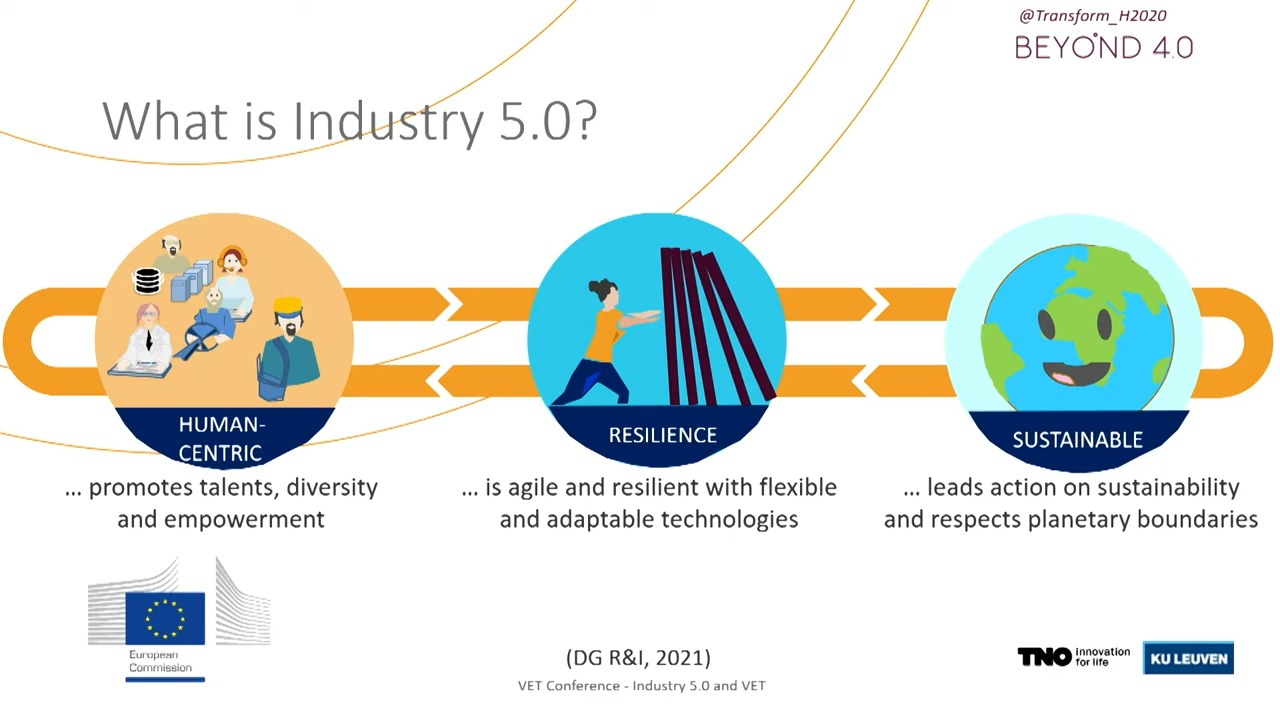 @Transform_H2020
BEYOND 4.0
What is Industry 5.0?
HUMAN-
CENTRIC
RESILIENCE
SUSTAINABLE
... promotes talents, diversity
and empowerment
... is agile and resilient with flexible
and adaptable technologies
... leads action on sustainability
and respects planetary boundaries
European
Commission
(DG R&I, 2021)
VET Conference - Industry 5.0 and VET
TNO innovation
for life
KU LEUVEN